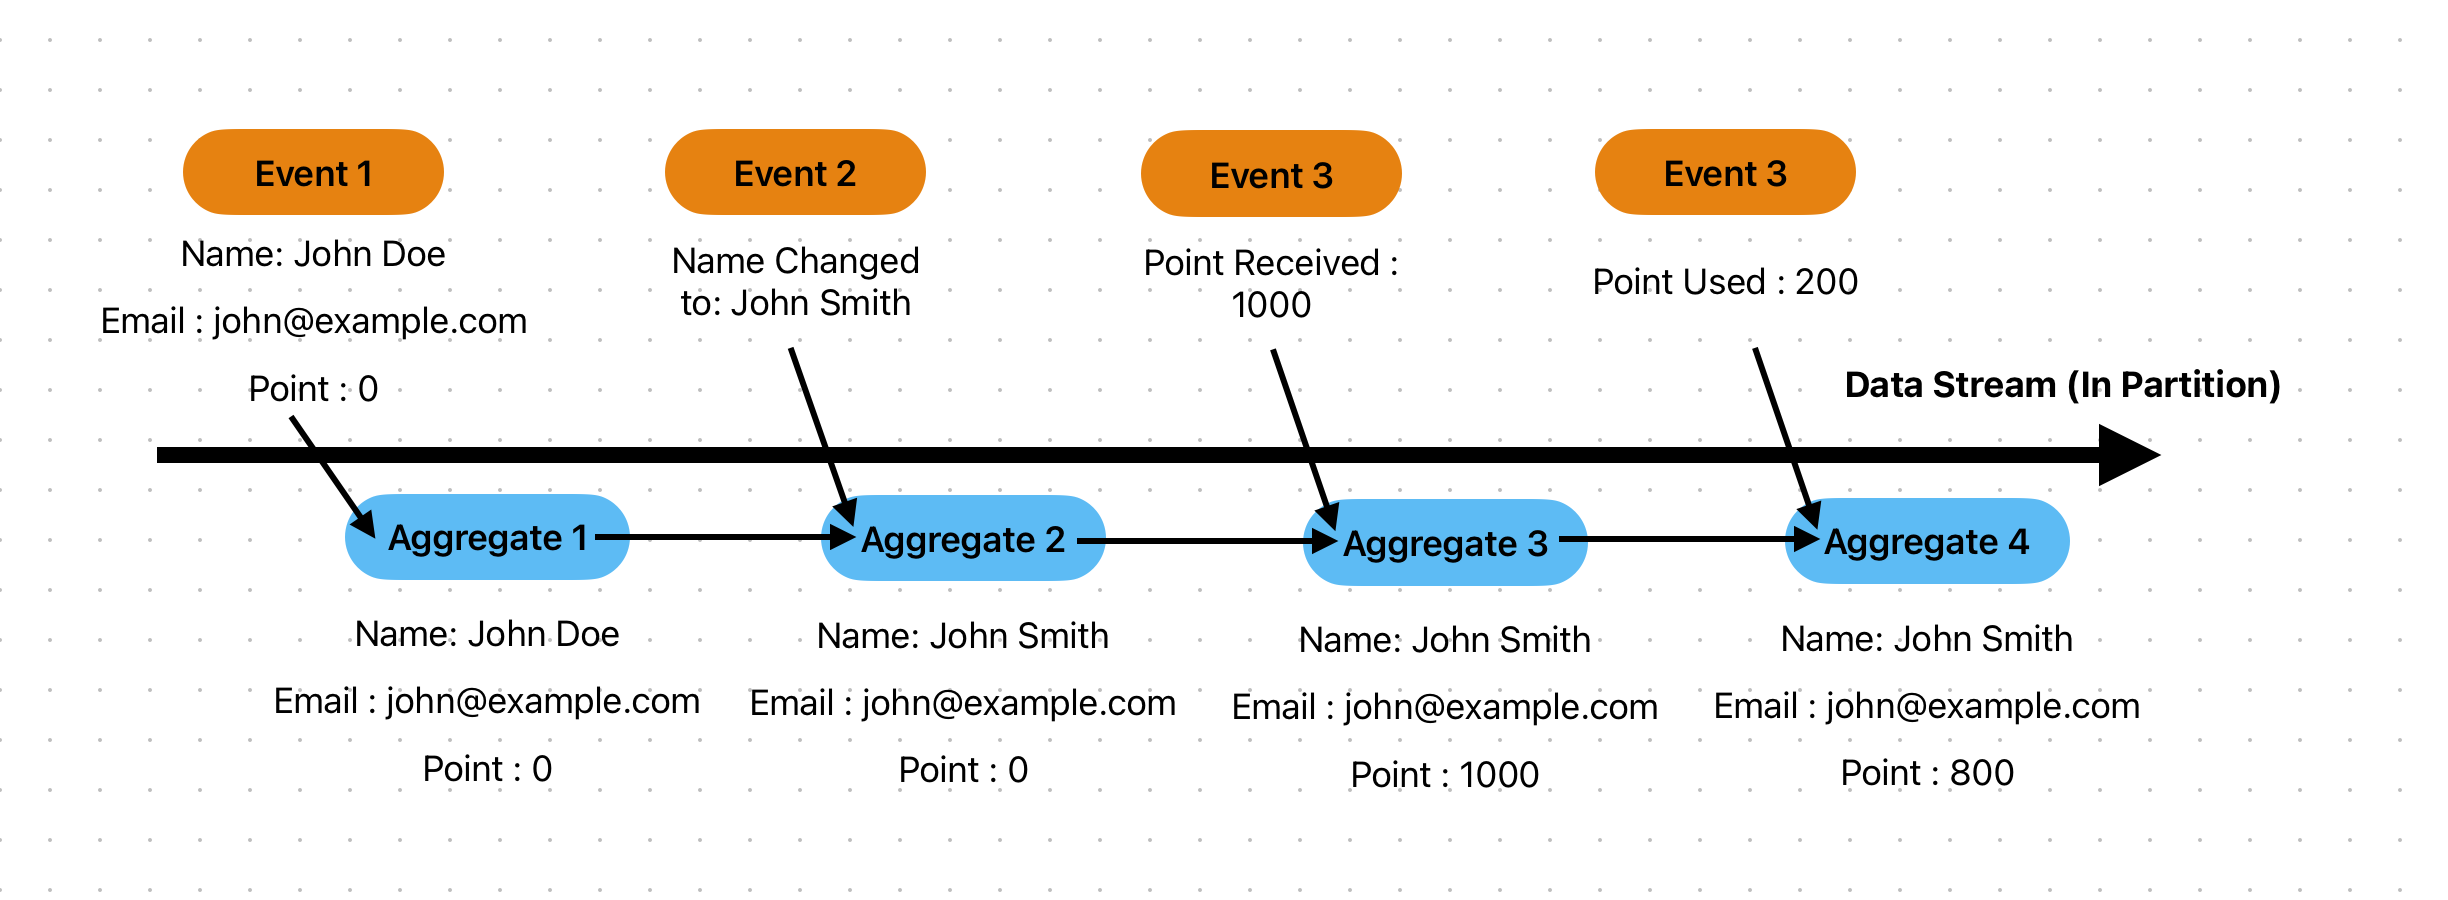 Event 1
Name: John Doe
Email : john@example.com
Point : 0
Event 2
Name Changed
to: John Smith
Event 3
Point Received :
1000
Event 3
Point Used : 200
Data Stream (In Partition)
Aggregate 1
Name: John Doe
Email : john@example.com
Point : 0
Aggregate 2
Name: John Smith
Email : john@example.com
Point : 0
Aggregate 3
Name: John Smith
Email : john@example.com
Point : 1000
Aggregate 4
Name: John Smith
Email : john@example.com
Point : 800